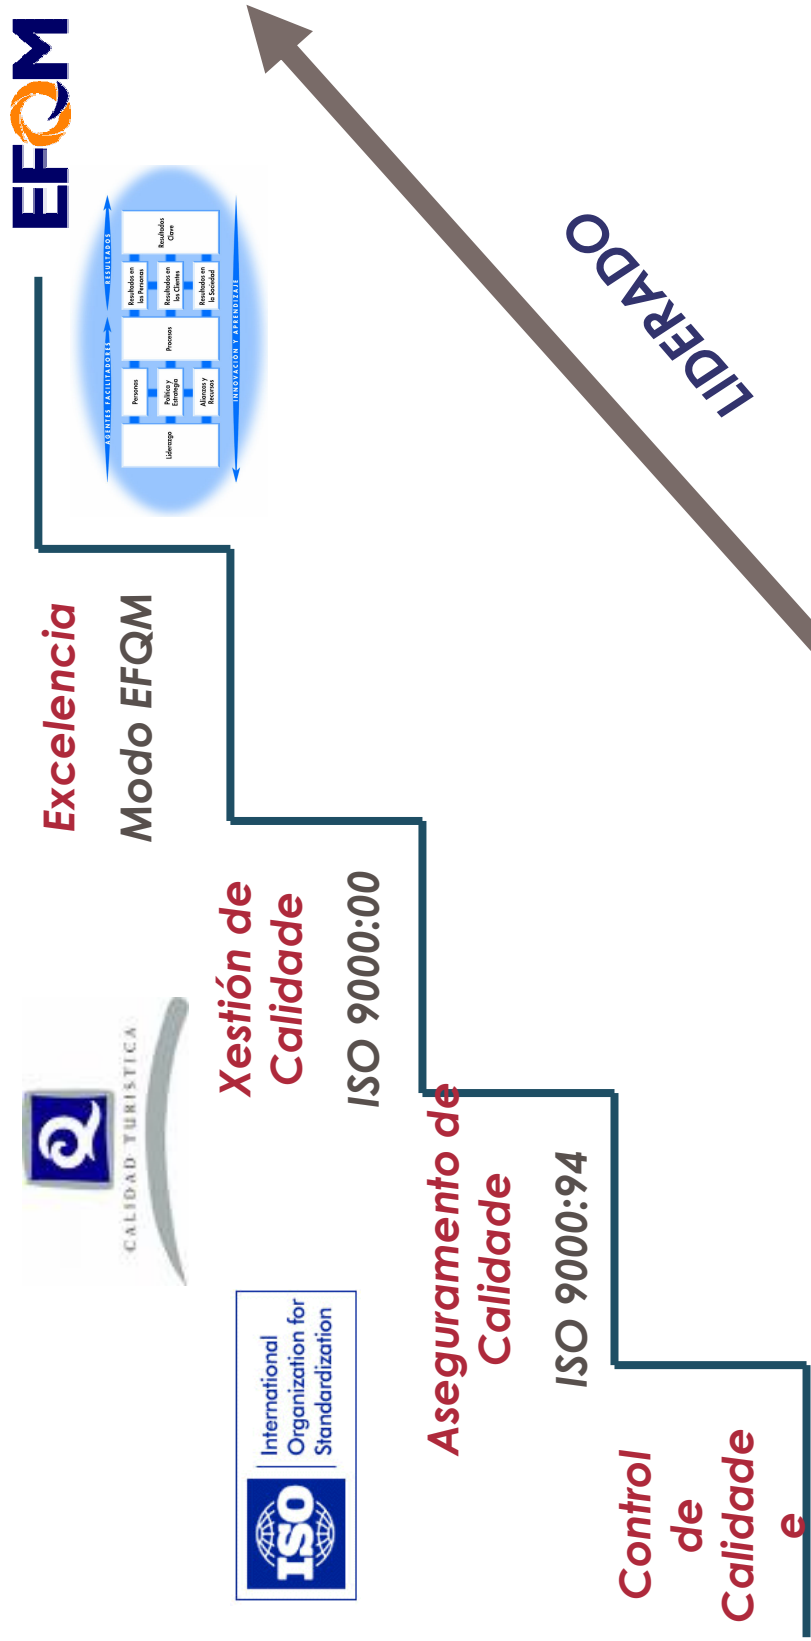 EFQM
AGENTES FACILITADORES
RESULTADOS
Liderazgo
Personas
Política y
Estrategia
Alianzas y
Recursos
Procesos
Resultados en
las Personas
Resultados en
los Clientes
Resultados en
la Sociedad
Resultados
Clave
INNOVACION Y APRENDIZAJE
Excelencia
Modo EFQM
CALIDAD TURISTICA
Xestión de
Calidade
ISO 9000:00
ISO
International
Organization for
Standardization
Aseguramento de
Calidade
ISO 9000:94
Control
de
Calidade
e
LIDERADO